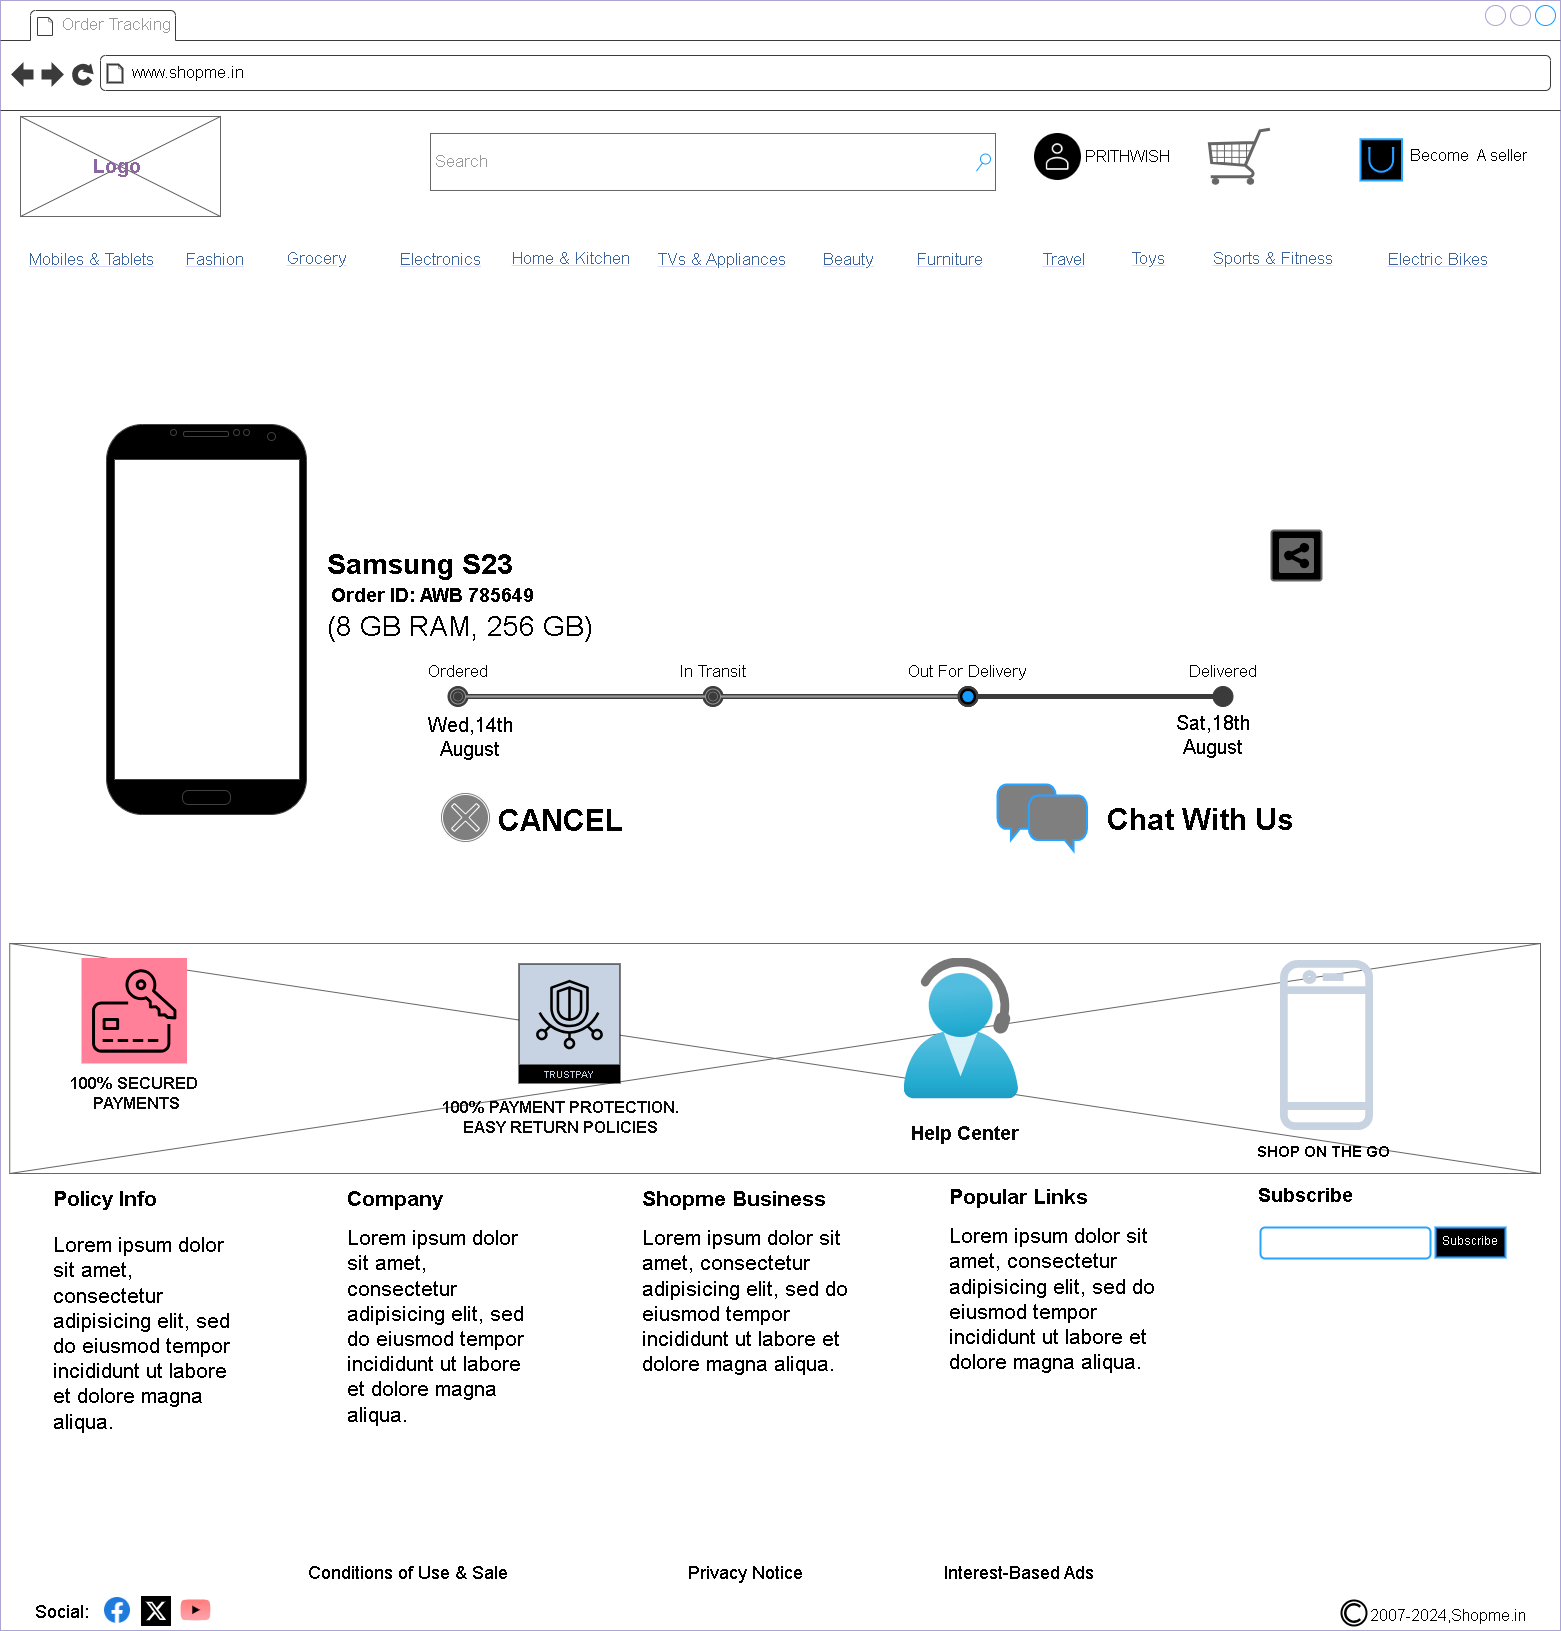 Order Tracking
www.shopme.in
Logo
Search
PRITHWISH
Become A seller
Mobiles & Tablets
Fashion
Grocery
Electronics
Home & Kitchen
TVs & Appliances
Beauty
Furniture
Travel
Toys
Sports & Fitness
Electric Bikes
Samsung S23
Order ID: AWB 785649
(8 GB RAM, 256 GB)
Ordered
In Transit
Out For Delivery
Delivered
Wed,14th
August
Sat,18th
August
CANCEL
Chat With Us
100% SECURED
PAYMENTS
TRUSTPAY
100% PAYMENT PROTECTION.
EASY RETURN POLICIES
Help Center
SHOP ON THE GO
Policy Info
Lorem ipsum dolor
sit amet,
consectetur
adipisicing elit, sed
do eiusmod tempor
incididunt ut labore
et dolore magna
aliqua.
Company
Lorem ipsum dolor
sit amet,
consectetur
adipisicing elit, sed
do eiusmod tempor
incididunt ut labore
et dolore magna
aliqua.
Shopme Business
Lorem ipsum dolor sit
amet, consectetur
adipisicing elit, sed do
eiusmod tempor
incididunt ut labore et
dolore magna aliqua.
Popular Links
Lorem ipsum dolor sit
amet, consectetur
adipisicing elit, sed do
eiusmod tempor
incididunt ut labore et
dolore magna aliqua.
Subscribe
Subscribe
Conditions of Use & Sale
Privacy Notice
Interest-Based Ads
Social:
© 2007-2024,Shopme.in